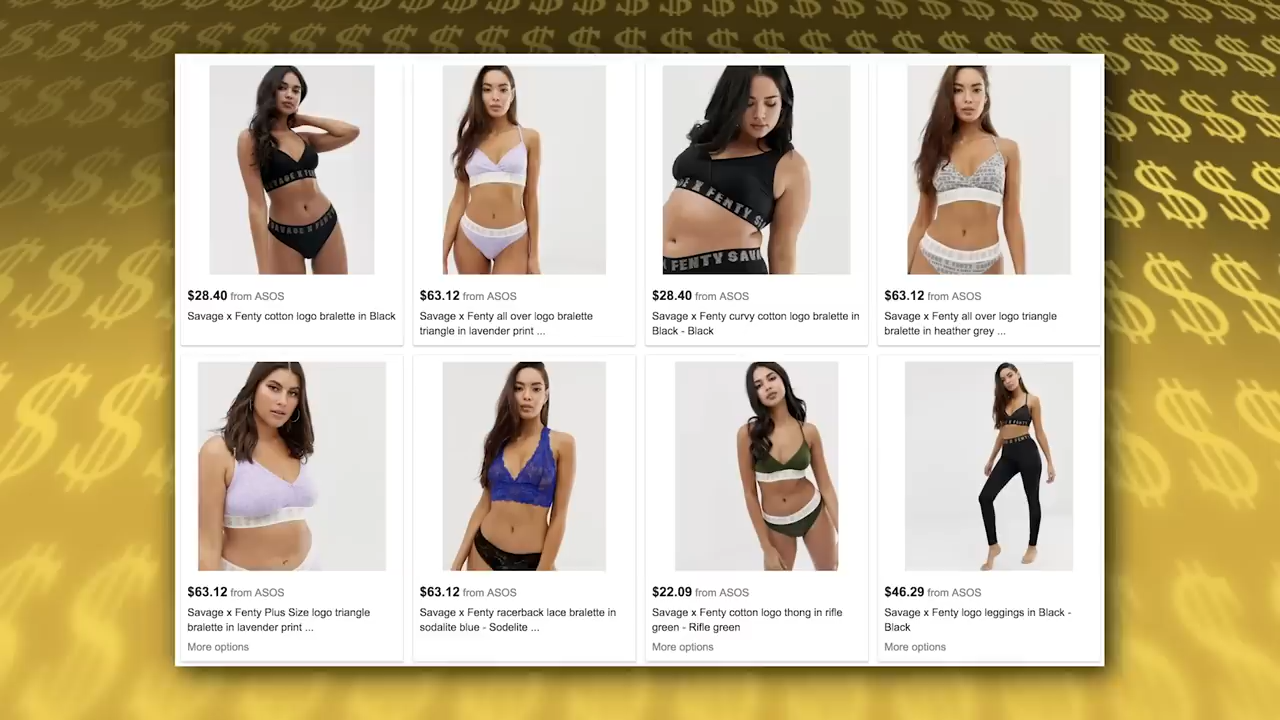 $28.40 from ASOS
Savage x Fenty cotton logo bralette in Black
$63.12 from ASOS
Savage x Fenty all over logo bralette
triangle in lavender print ...
$28.40 from ASOS
Savage x Fenty curvy cotton logo bralette in
Black - Black
$63.12 from ASOS
Savage x Fenty all over logo triangle
bralette in heather grey ...
$63.12 from ASOS
Savage x Fenty Plus Size logo triangle
bralette in lavender print ...
$63.12 from ASOS
Savage x Fenty racerback lace bralette in
sodalite blue - Sodelite ...
$22.09 from ASOS
Savage x Fenty cotton logo thong in rifle
green - Rifle green
$46.29 from ASOS
Savage x Fenty logo leggings in Black -
Black
More options
More options
More options